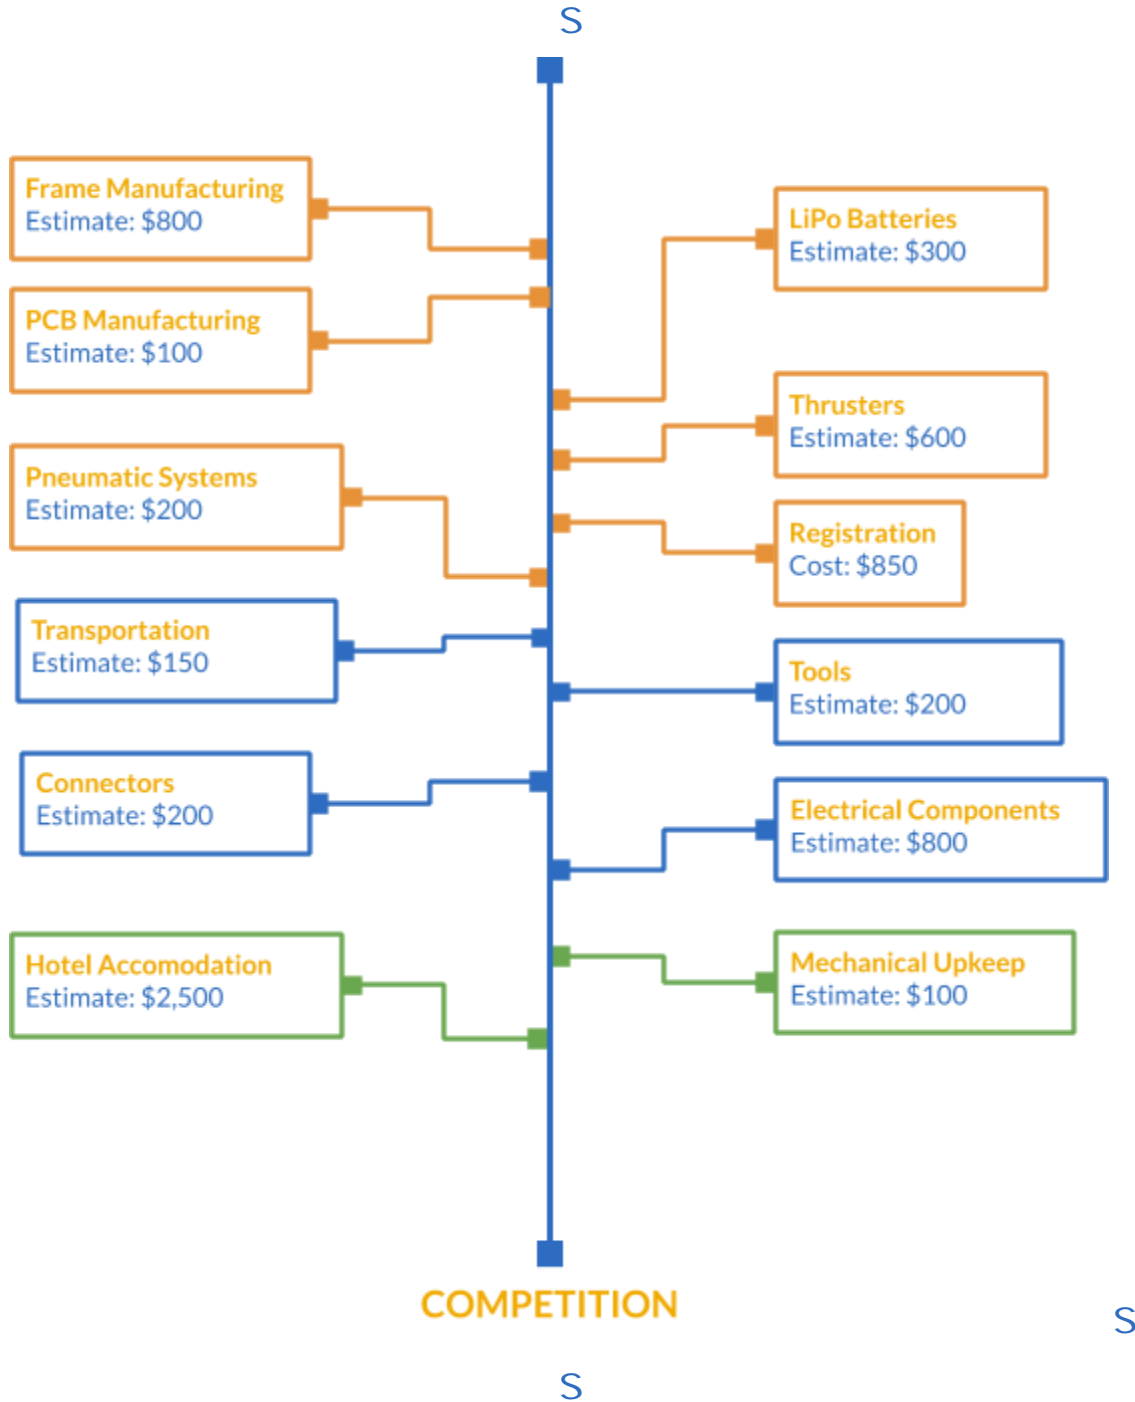 S
Frame Manufacturing
Estimate: $800
LiPo Batteries
Estimate: $300
PCB Manufacturing
Estimate: $100
Thrusters
Estimate: $600
Pneumatic Systems
Estimate: $200
Registration
Cost: $850
Transportation
Estimate: $150
Tools
Estimate: $200
Connectors
Estimate: $200
Electrical Components
Estimate: $800
Hotel Accomodation
Estimate: $2,500
Mechanical Upkeep
Estimate: $100
COMPETITION
S
S